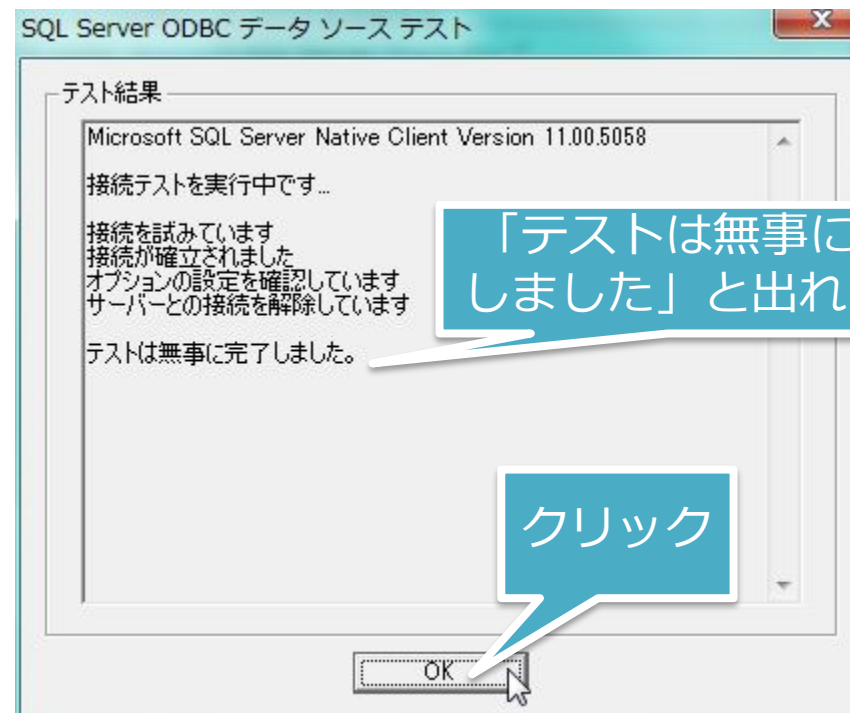 SQL Server ODBC データ ソース テスト
テスト結果
Microsoft SQL Server Native Client Version 11.00.5058
接続テストを実行中です...
接続を試みています
接続が確立されました
オプションの設定を確認しています
サーバーとの接続を解除しています
テストは無事に完了しました。
「テストは無事に
しました」と出れ
クリック
OK